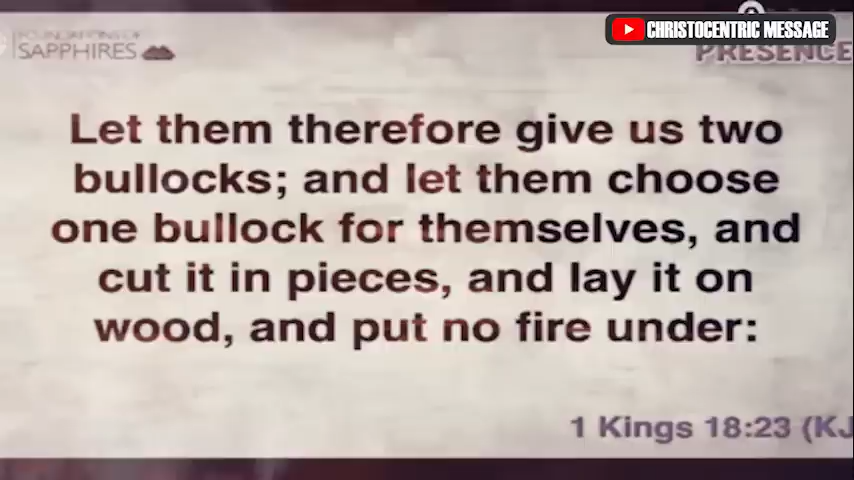 FOUNDATIONS OF
SAPPHIRES
CHRISTOCENTRIC MESSAGE
PRESENCE
Let them therefore give us two
bullocks; and let them choose
one bullock for themselves, and
cut it in pieces, and lay it on
wood, and put no fire under:
1 Kings 18:23 (KJ